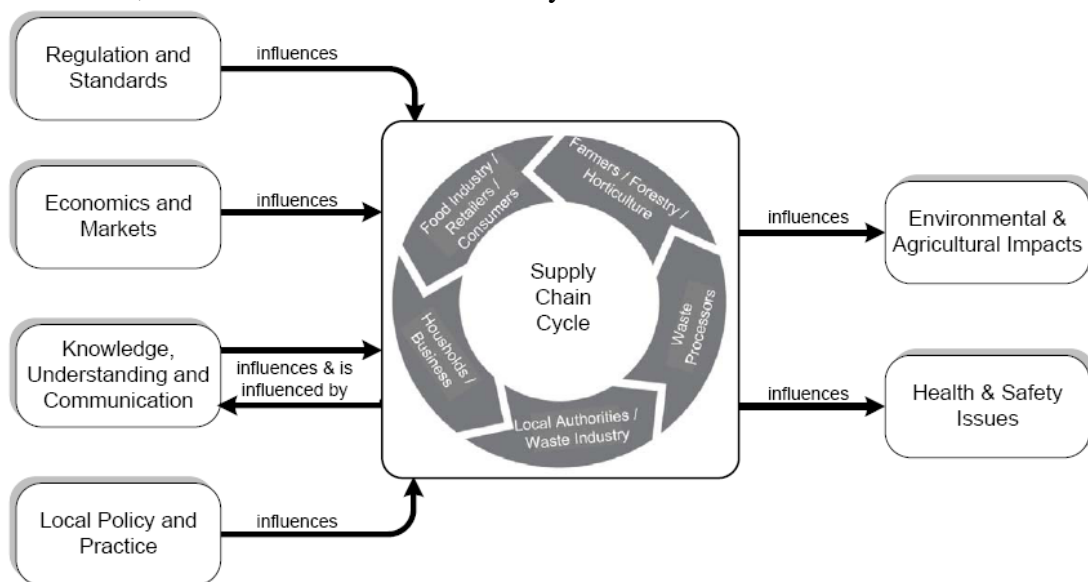 Regulation and
Standards
influences
Economics and
Markets
influences
Knowledge,
Understanding and
Communication
influences & is
influenced by
Local Policy and
Practice
influences
Food Industry /
Retailers /
Consumers
Farmers / Forestry /
Horticulture
Housholds /
Business
Supply
Chain
Cycle
Waste
Processors
Local Authorities /
Waste Industry
influences
Environmental &
Agricultural Impacts
influences
Health & Safety
Issues